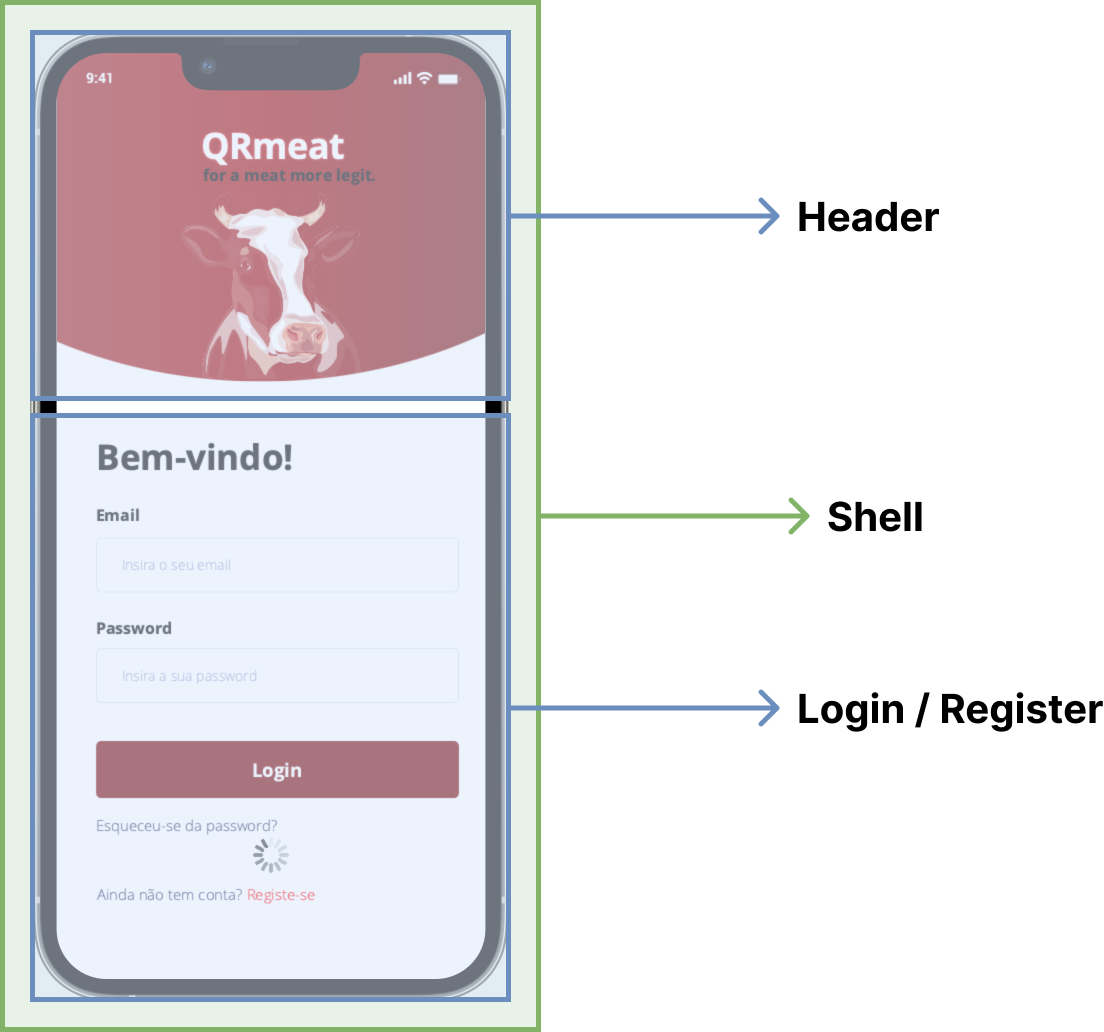 9:41
QRmeat
for a meat more legit.
Header
Bem-vindo!
Email
Insira o seu email
Shell
Password
Insira a sua password
Login / Register
Login
Esqueceu-se da password?
Ainda não tem conta? Registe-se